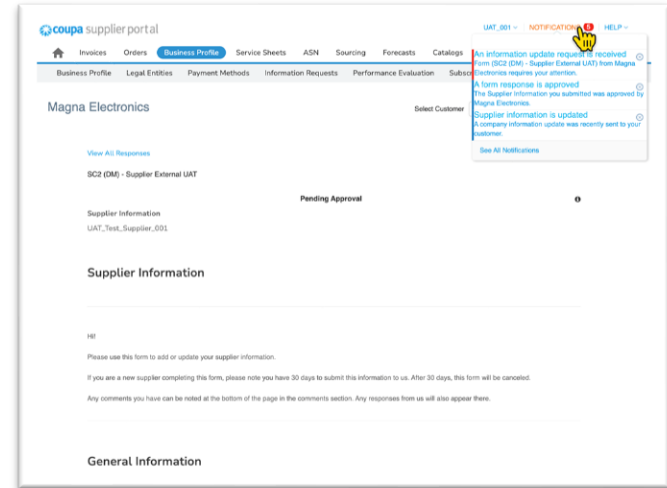 coupa supplier portal
UAT_001 NOTIFICATIONS 5 HELP
Invoices Orders Business Profile Service Sheets ASN Sourcing Forecasts Catalogs
Business Profile Legal Entities Payment Methods Information Requests Performance Evaluation
An information update request is received
Form (SC2 (DM) - Supplier External UAT) from Magna
Electronics requires your attention.
A form response is approved
The Supplier Information you submitted was approved by
Magna Electronics.
Supplier information is updated
A company information update was recently sent to your
customer.
See All Notifications
Magna Electronics
Select Customer
View All Responses
SC2 (DM) - Supplier External UAT
Pending Approval
Supplier Information
UAT_Test_Supplier_001
Supplier Information
Hi!
Please use this form to add or update your supplier information.
If you are a new supplier completing this form, please note you have 30 days to submit this information to us. After 30 days, this form will be canceled.
Any comments you have can be noted at the bottom of the page in the comments section. Any responses from us will also appear there.
General Information